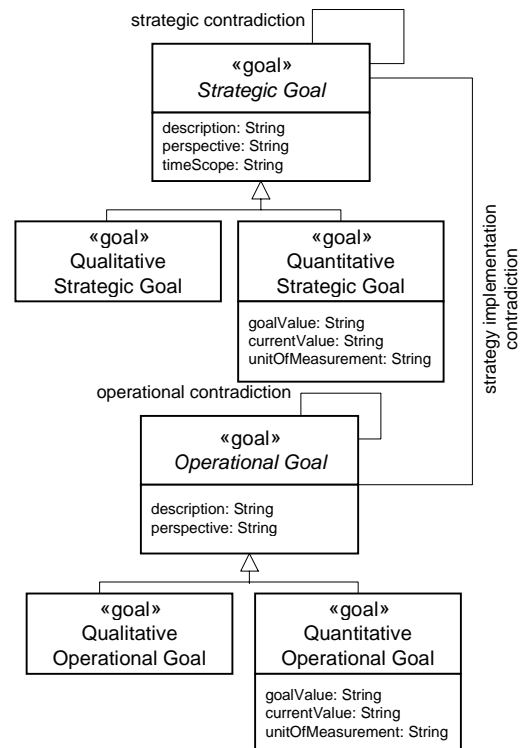 strategic contradiction
«goal»
Strategic Goal
description: String
perspective: String
timeScope: String
«goal»
Qualitative
Strategic Goal
«goal»
Quantitative
Strategic Goal
goalValue: String
currentValue: String
unitOfMeasurement: String
strategy implementation
contradiction
operational contradiction
«goal»
Operational Goal
description: String
perspective: String
«goal»
Qualitative
Operational Goal
«goal»
Quantitative
Operational Goal
goalValue: String
currentValue: String
unitOfMeasurement: String